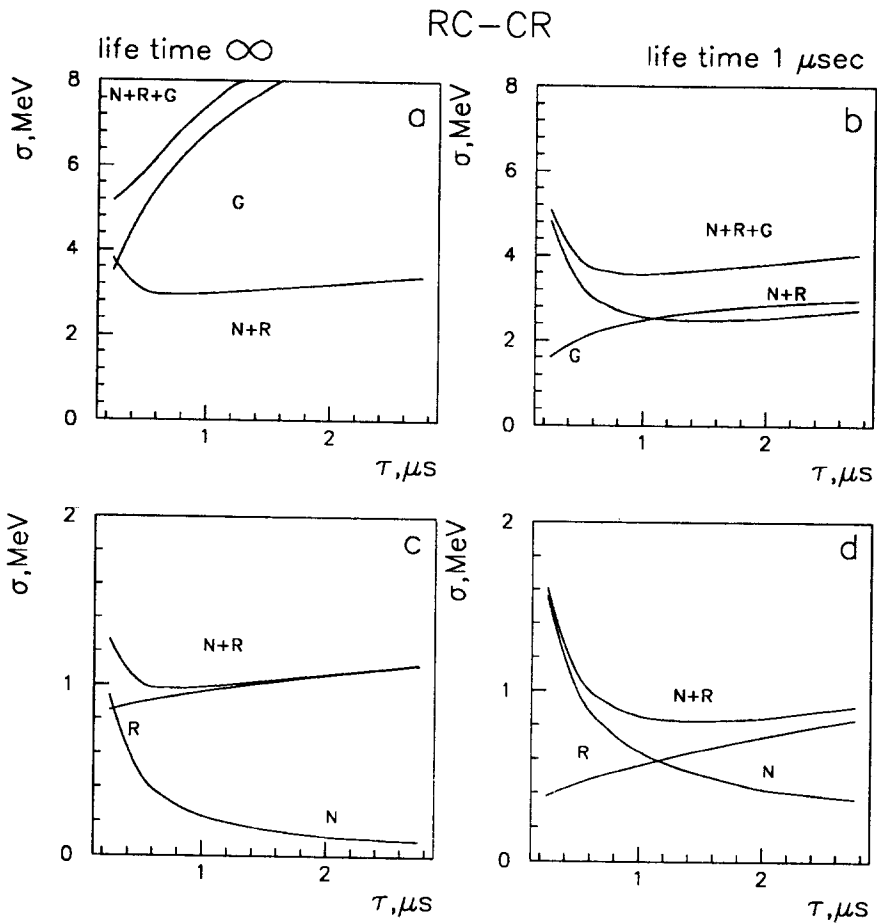 RC-CR
life time ∞
life time 1 μsec
σ,MeV
8
6
4
2
0
N+R+G
a
G
N+R
1
2
τ,μs
σ,MeV
8
6
4
2
0
b
N+R+G
N+R
G
1
2
τ,μs
σ,MeV
2
1
0
c
N+R
R
N
1
2
τ,μs
σ,MeV
2
1
0
d
N+R
R
N
1
2
τ,μs